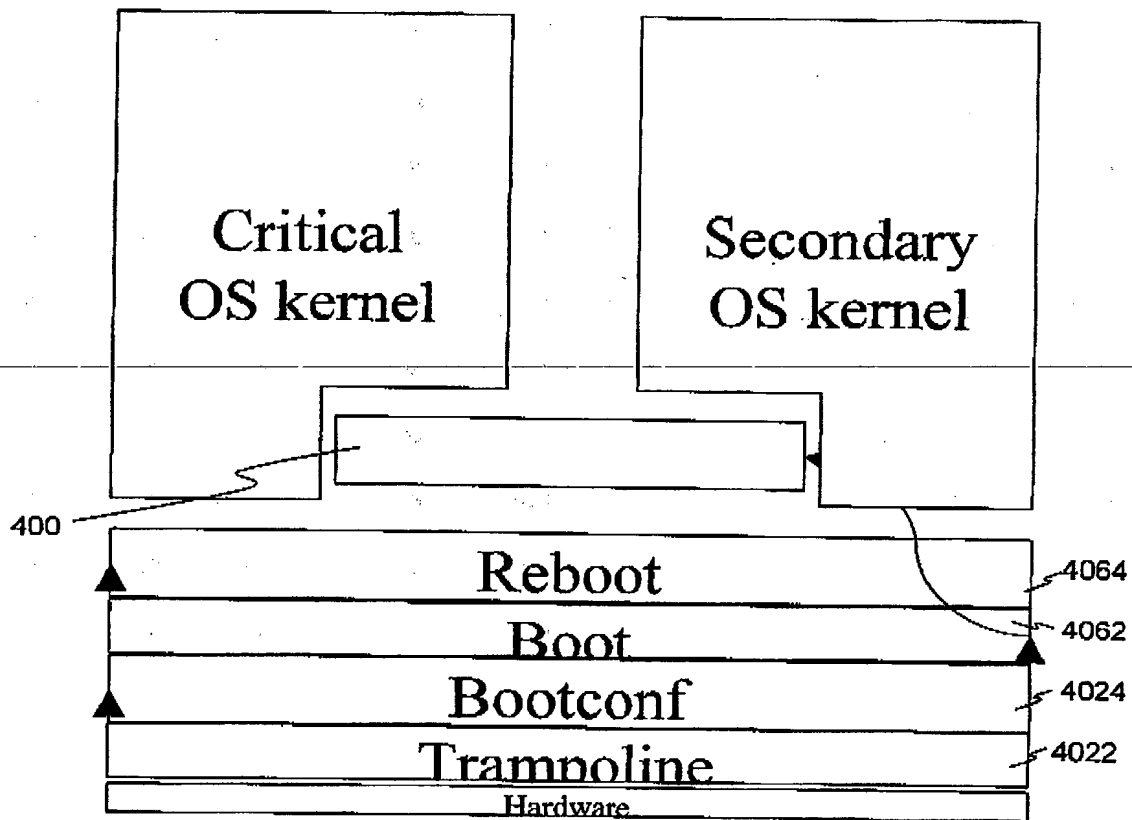 Critical
OS kernel
Secondary
OS kernel
400
Reboot
4064
Boot
4062
Bootconf
4024
Trampoline
4022
Hardware